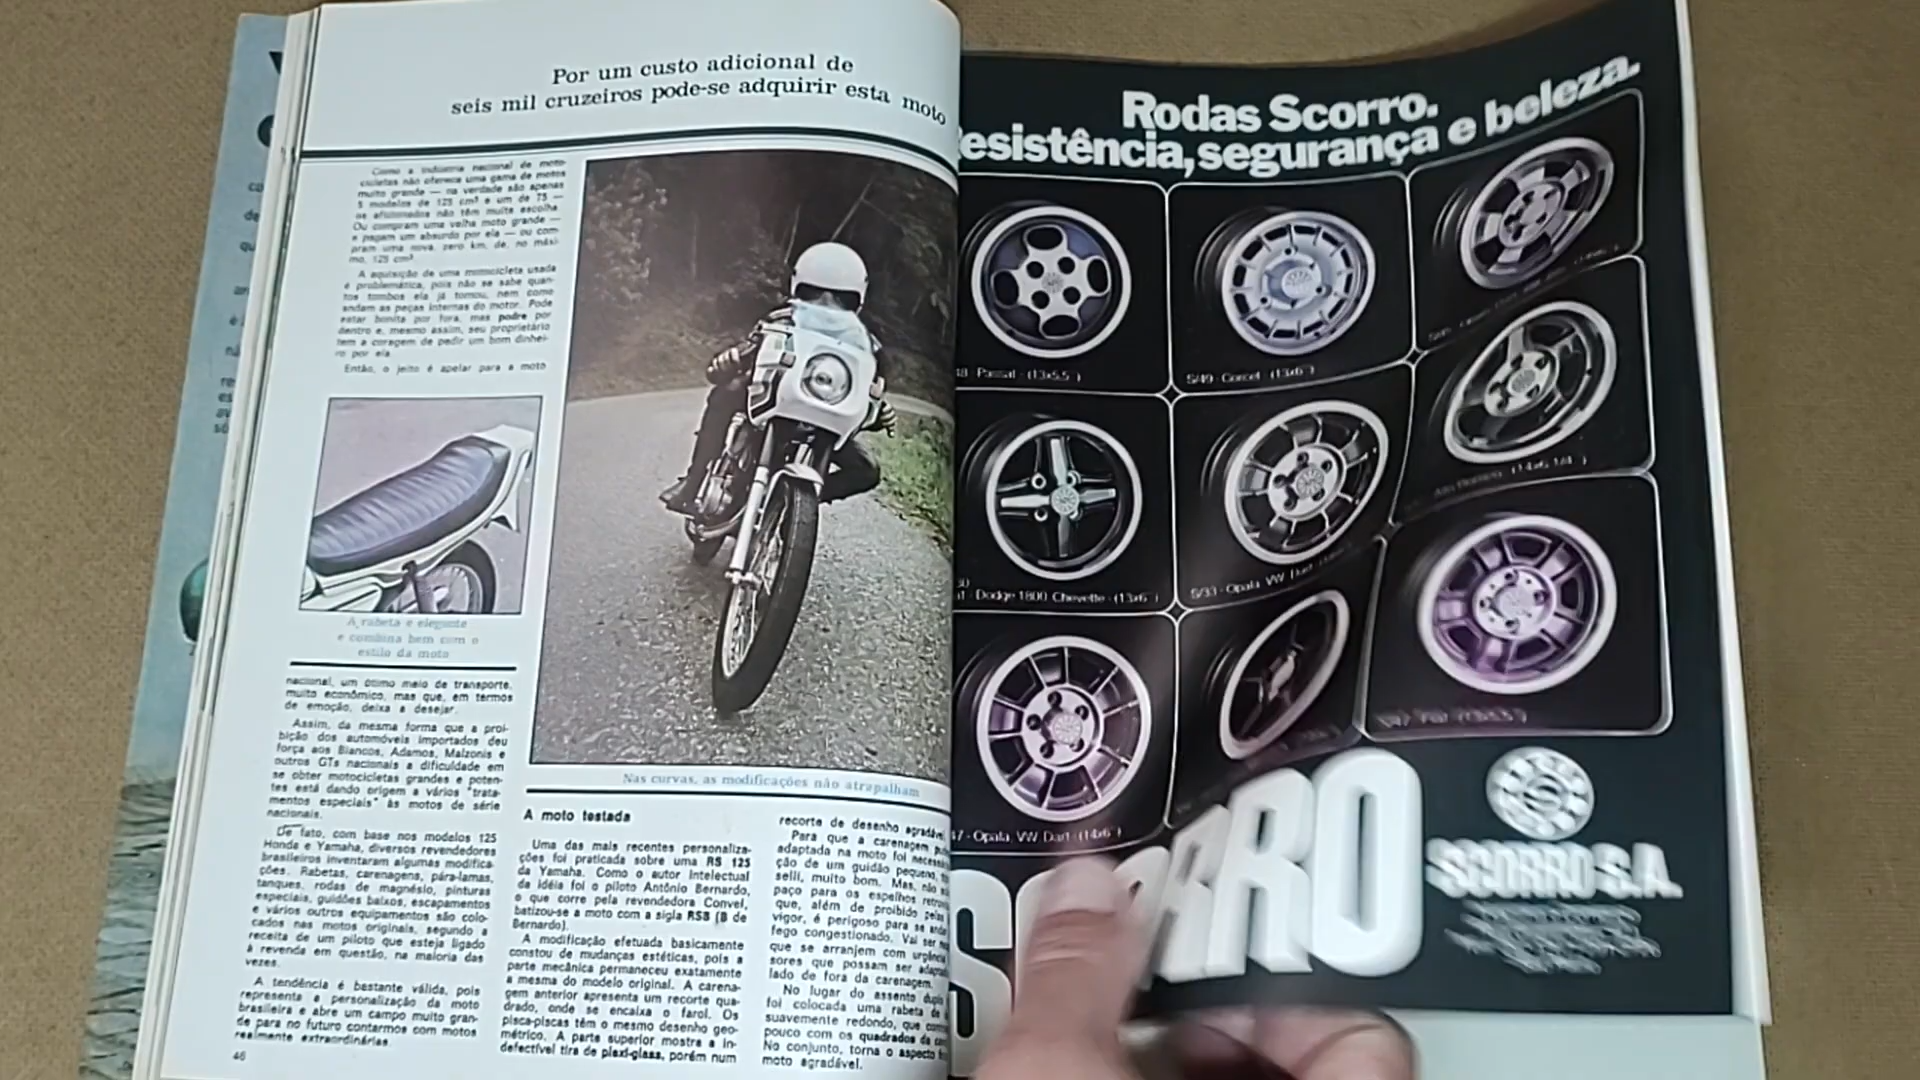 Por um custo adicional de
seis mil cruzeiros pode-se adquirir esta moto
Como a indústria nacional de moto-
cicletas não oferece uma gama de motos
muito grande — na verdade são apenas
5 modelos de 125 cm³ e um de 75 —
os aficionados não têm muita escolha.
Ou compram uma velha moto grande —
e pagam um absurdo por ela — ou com-
pram uma nova, zero km, de, no máxi-
mo, 125 cm³.
A aquisição de uma motocicleta usada
é problemática, pois não se sabe quan-
tos tombos ela já tomou, nem como
andam as peças internas do motor. Pode
estar bonita por fora, mas podre por
dentro e, mesmo assim, seu proprietário
tem a coragem de pedir um bom dinhei-
ro por ela.
Então, o jeito é apelar para a moto
A rabeta é elegante
e combina bem com o
estilo da moto
nacional, um ótimo meio de transporte,
muito econômico, mas que, em termos
de emoção, deixa a desejar.
Assim, da mesma forma que a proi-
bição dos automóveis importados deu
força aos Biancos, Adamos, Malzonis e
outros GTs nacionais a dificuldade em
se obter motocicletas grandes e poten-
tes está dando origem a vários "trata-
mentos especiais" às motos de série
nacionais.
De fato, com base nos modelos 125
Honda e Yamaha, diversos revendedores
brasileiros inventaram algumas modifica-
ções. Rabetas, carenagens, pára-lamas,
tanques, rodas de magnésio, pinturas
especiais, guidões baixos, escapamentos
e vários outros equipamentos são colo-
cados nas motos originais, segundo a
receita de um piloto que esteja ligado
à revenda em questão, na maioria das
vezes.
A tendência é bastante válida, pois
representa a personalização da moto
brasileira e abre um campo muito gran-
de para no futuro contarmos com motos
realmente extraordinárias.
46
Nas curvas, as modificações não atrapalham
A moto testada
Uma das mais recentes personaliza-
ções foi praticada sobre uma RS 125
da Yamaha. Como o autor intelectual
da idéia foi o piloto Antônio Bernardo,
o que corre pela revendedora Convel,
batizou-se a moto com a sigla RSB (B de
Bernardo).
A modificação efetuada basicamente
constou de mudanças estéticas, pois a
parte mecânica permaneceu exatamente
a mesma do modelo original. A carena-
gem anterior apresenta um recorte qua-
drado, onde se encaixa o farol. Os
pisca-piscas têm o mesmo desenho geo-
métrico. A parte superior mostra a in-
defectível tira de plexi-glass, porém num
recorte de desenho agradável.
Para que a carenagem
adaptada na moto foi
ção de um guidão pequeno,
selli, muito bom. Mas, não
paço para os espelhos
que, além de proibido pelas
vigor, é perigoso para se
fego congestionado. Vai ser
que se arranjem com urgência
sores que possam ser
lado de fora da carenagem.
No lugar do assento
foi colocada uma rabeta de
suavemente redondo, que
pouco com os quadrados da
No conjunto, torna o aspecto
moto agradável.
Rodas Scorro.
esistência, segurança e beleza.
Passat - (13x5.5")
S/49 - Corcel - (13x6")
Alfa Romeo - (14x6 1/4")
Dodge 1800 Chevette - (13x6")
S/33 - Opala VW Dart
Opala, VW Dart - (14x6")
SCORRO S.A.